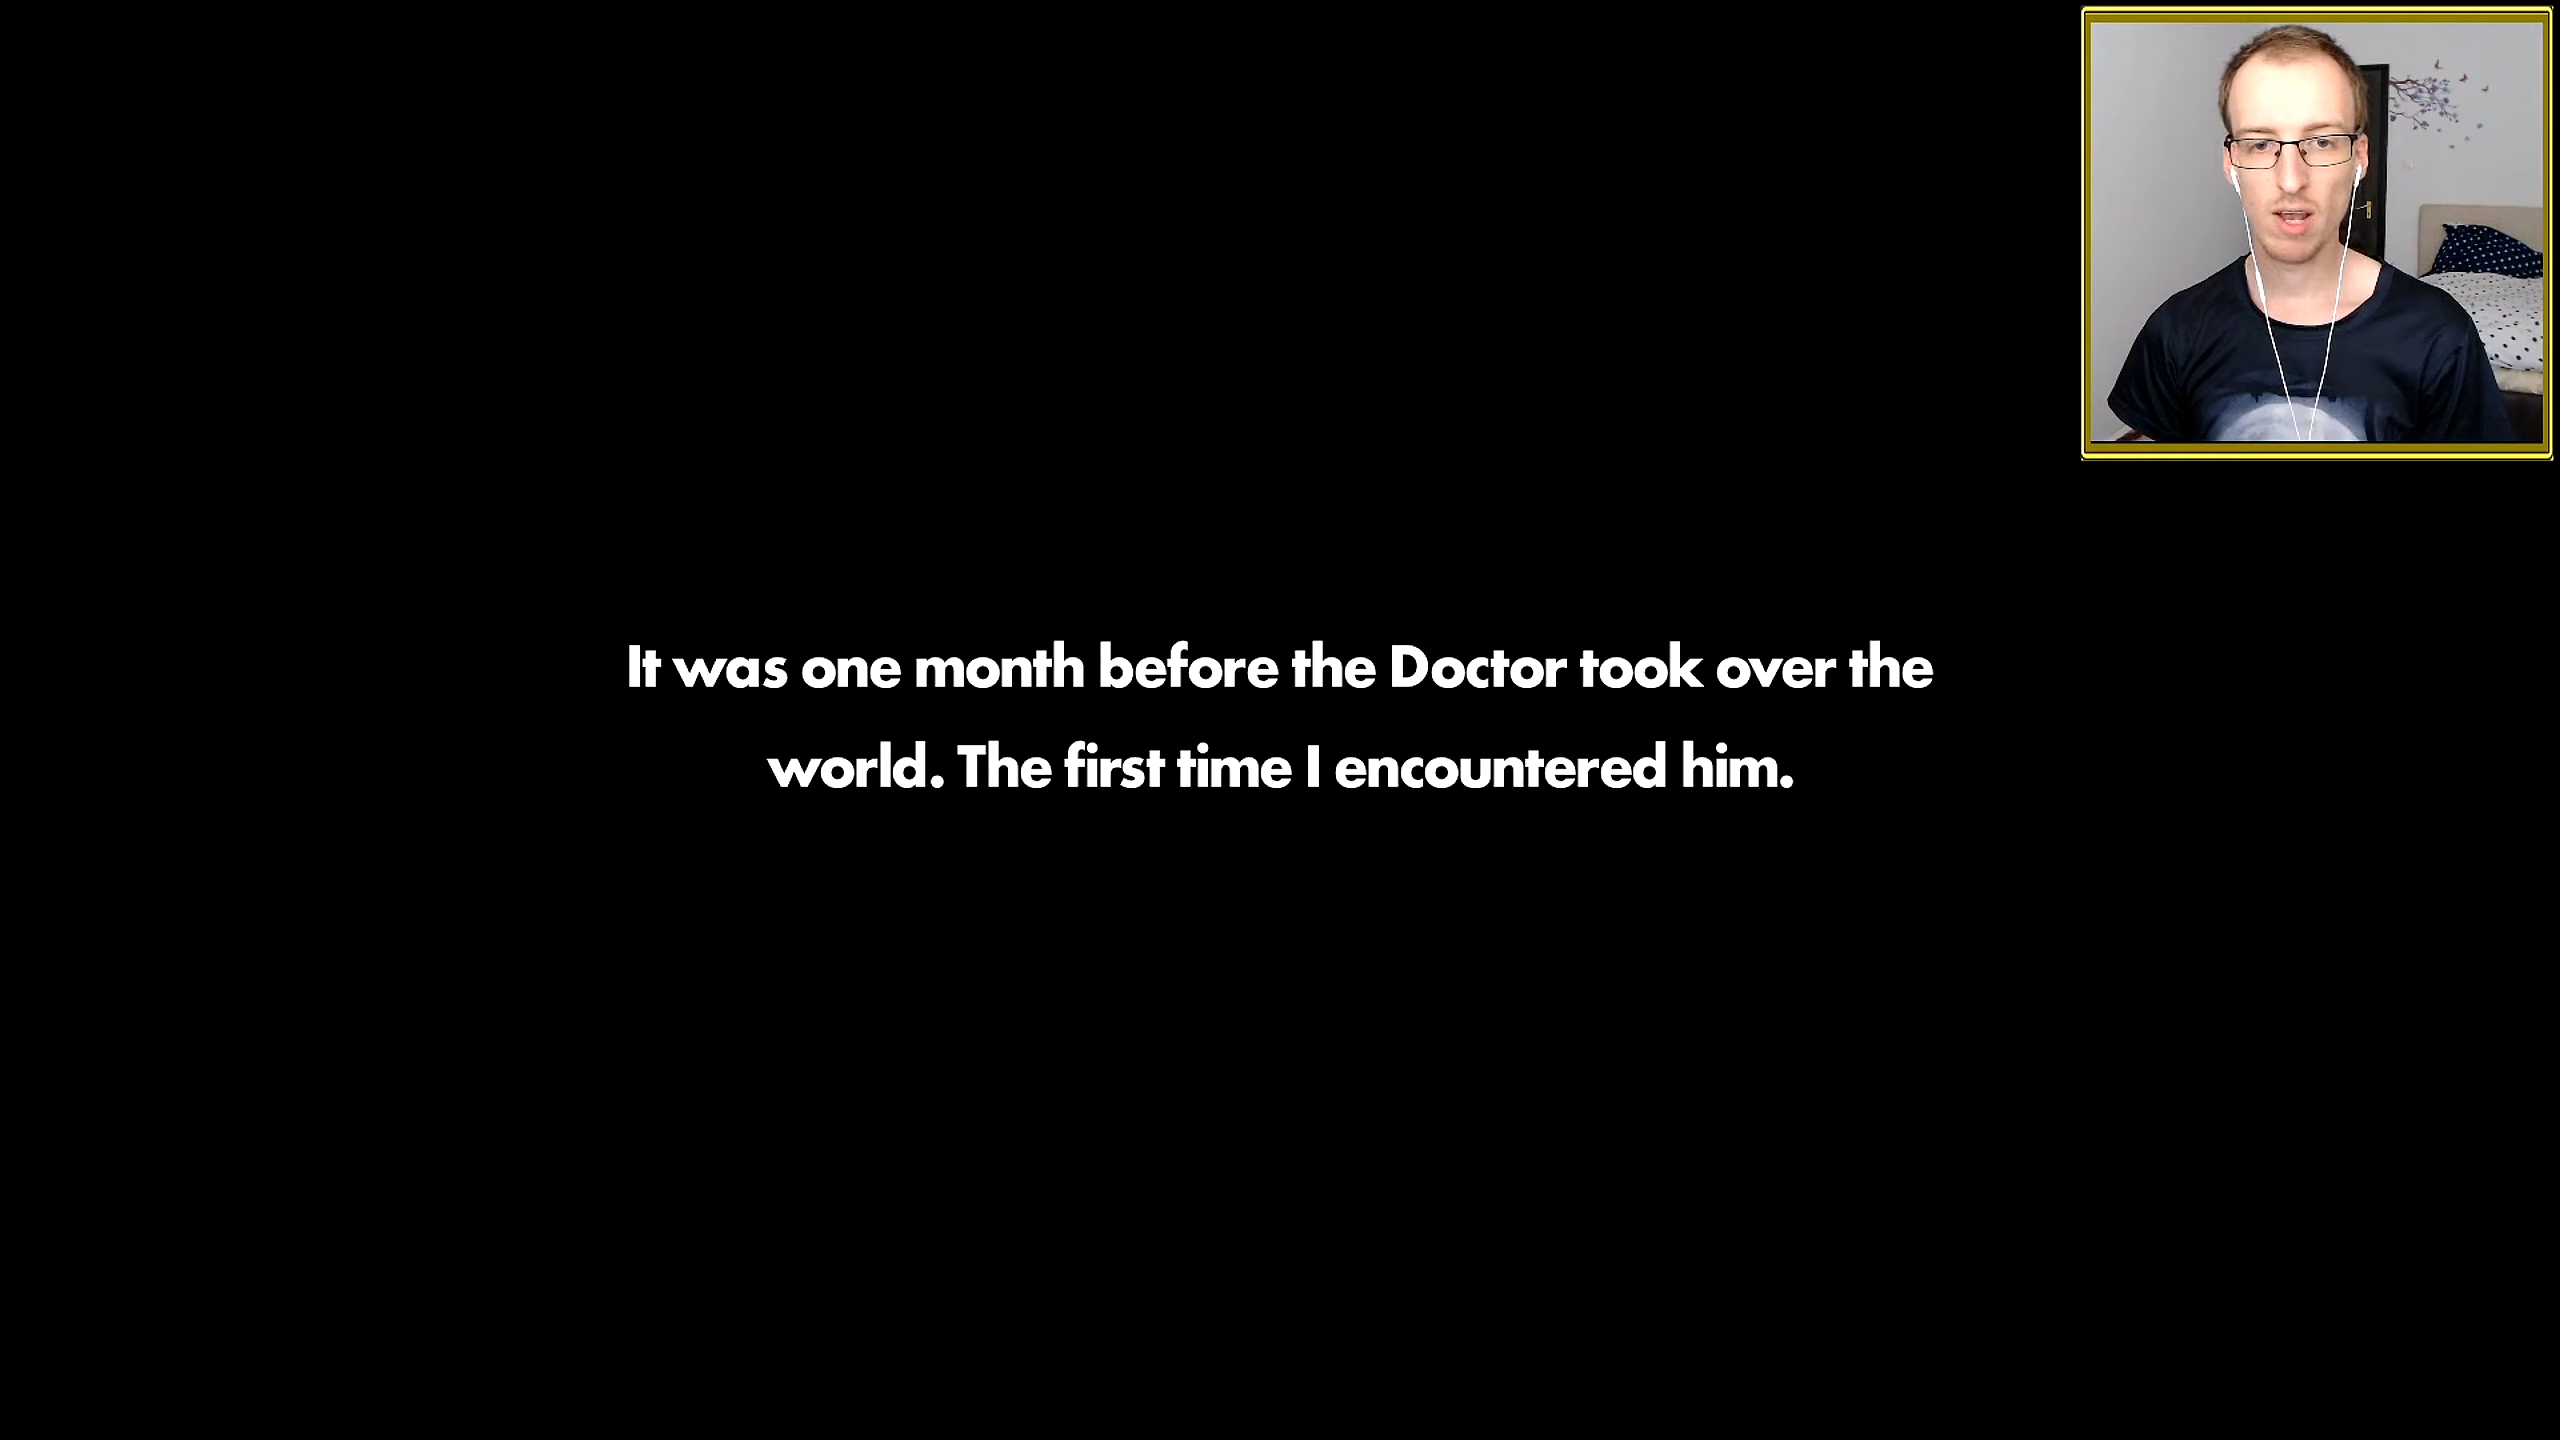 It was one month before the Doctor took over the
world. The first time I encountered him.